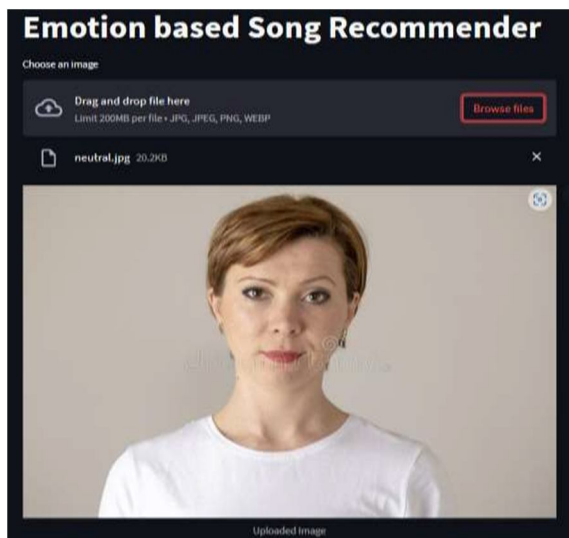 Emotion based Song Recommender
Choose an image
Drag and drop file here
Limit 200MB per file • JPG, JPEG, PNG, WEBP
Browse files
neutral.jpg 20.2KB
Uploaded Image